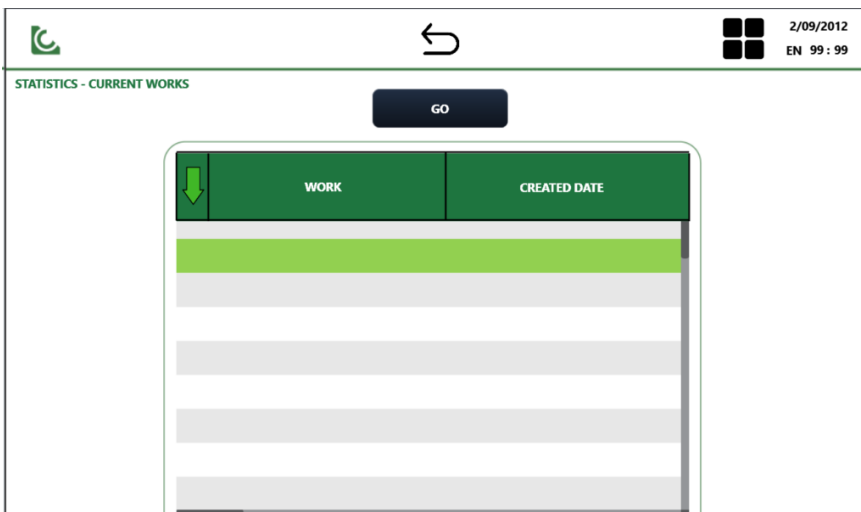 2/09/2012
EN 99 : 99
STATISTICS - CURRENT WORKS
GO
WORK
CREATED DATE